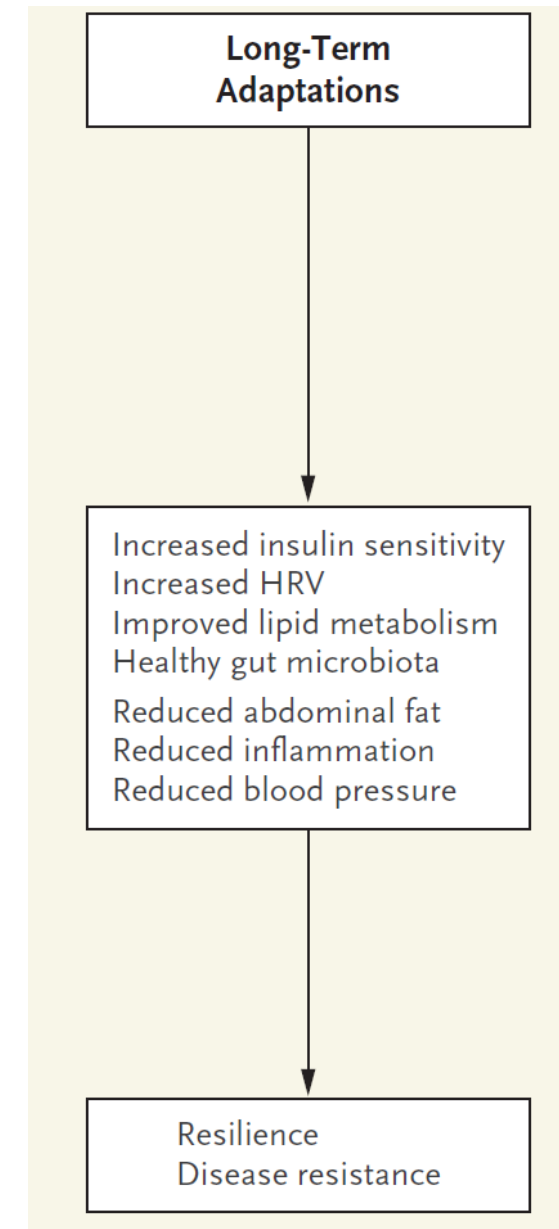 Long-Term
Adaptations
Increased insulin sensitivity
Increased HRV
Improved lipid metabolism
Healthy gut microbiota
Reduced abdominal fat
Reduced inflammation
Reduced blood pressure
Resilience
Disease resistance